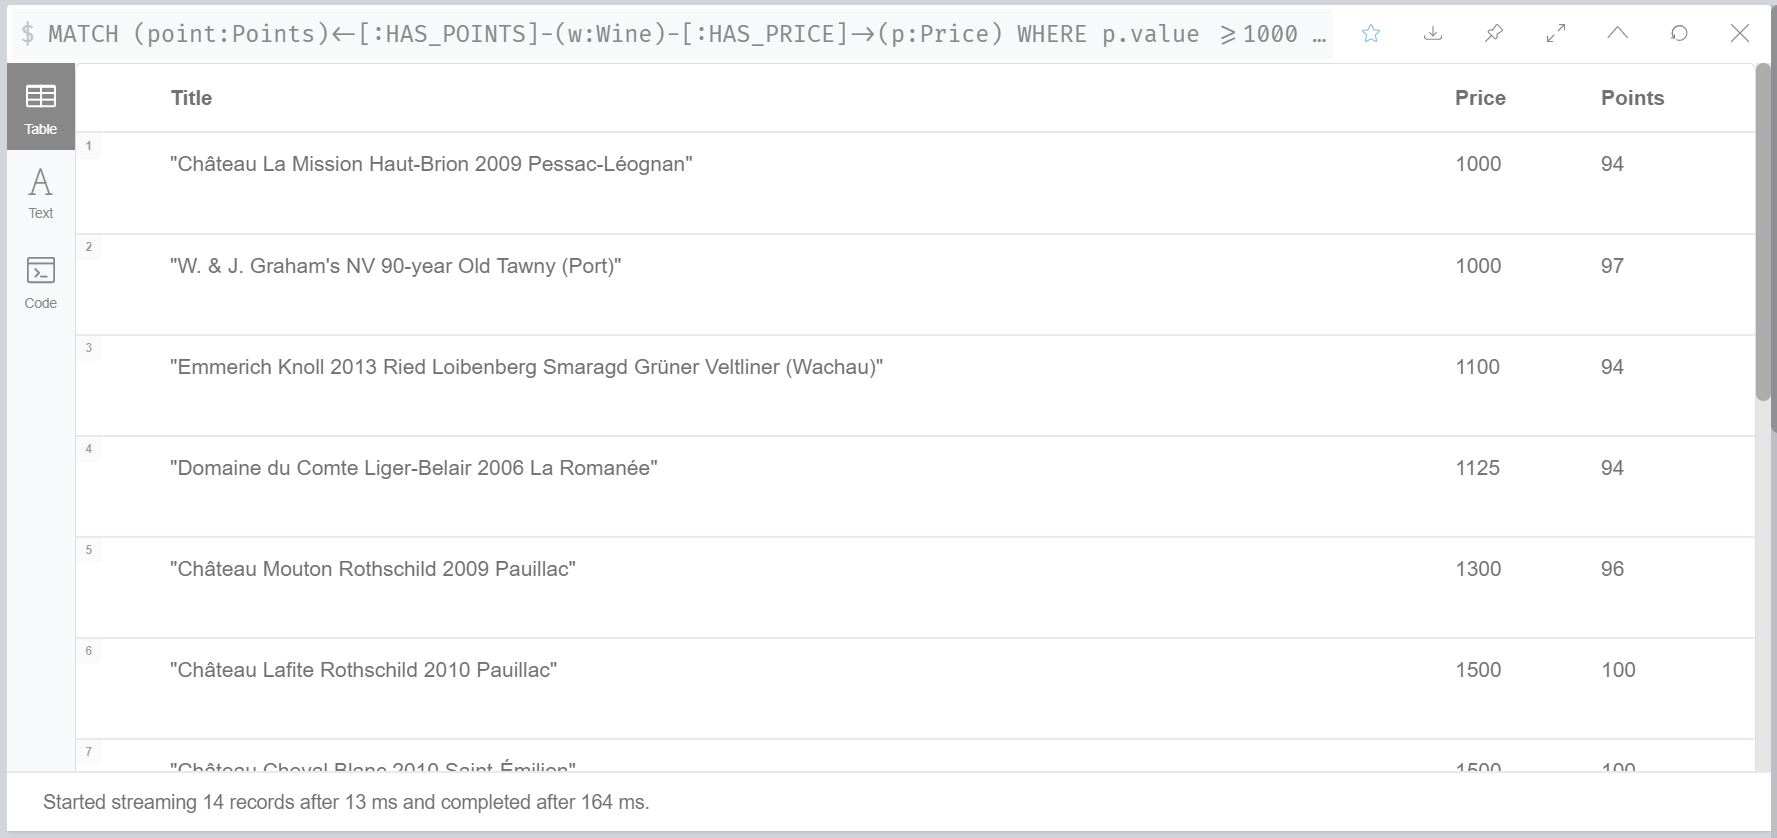 $ MATCH (point:Points)<-[:HAS_POINTS]-(w:Wine)-[:HAS_PRICE]->(p:Price) WHERE p.value >=1000 …
Table
Text
Code
Title Price Points
1 "Château La Mission Haut-Brion 2009 Pessac-Léognan" 1000 94
2 "W. & J. Graham's NV 90-year Old Tawny (Port)" 1000 97
3 "Emmerich Knoll 2013 Ried Loibenberg Smaragd Grüner Veltliner (Wachau)" 1100 94
4 "Domaine du Comte Liger-Belair 2006 La Romanée" 1125 94
5 "Château Mouton Rothschild 2009 Pauillac" 1300 96
6 "Château Lafite Rothschild 2010 Pauillac" 1500 100
7 "Château Cheval Blanc 2010 Saint-Émilion" 1500 100
Started streaming 14 records after 13 ms and completed after 164 ms.